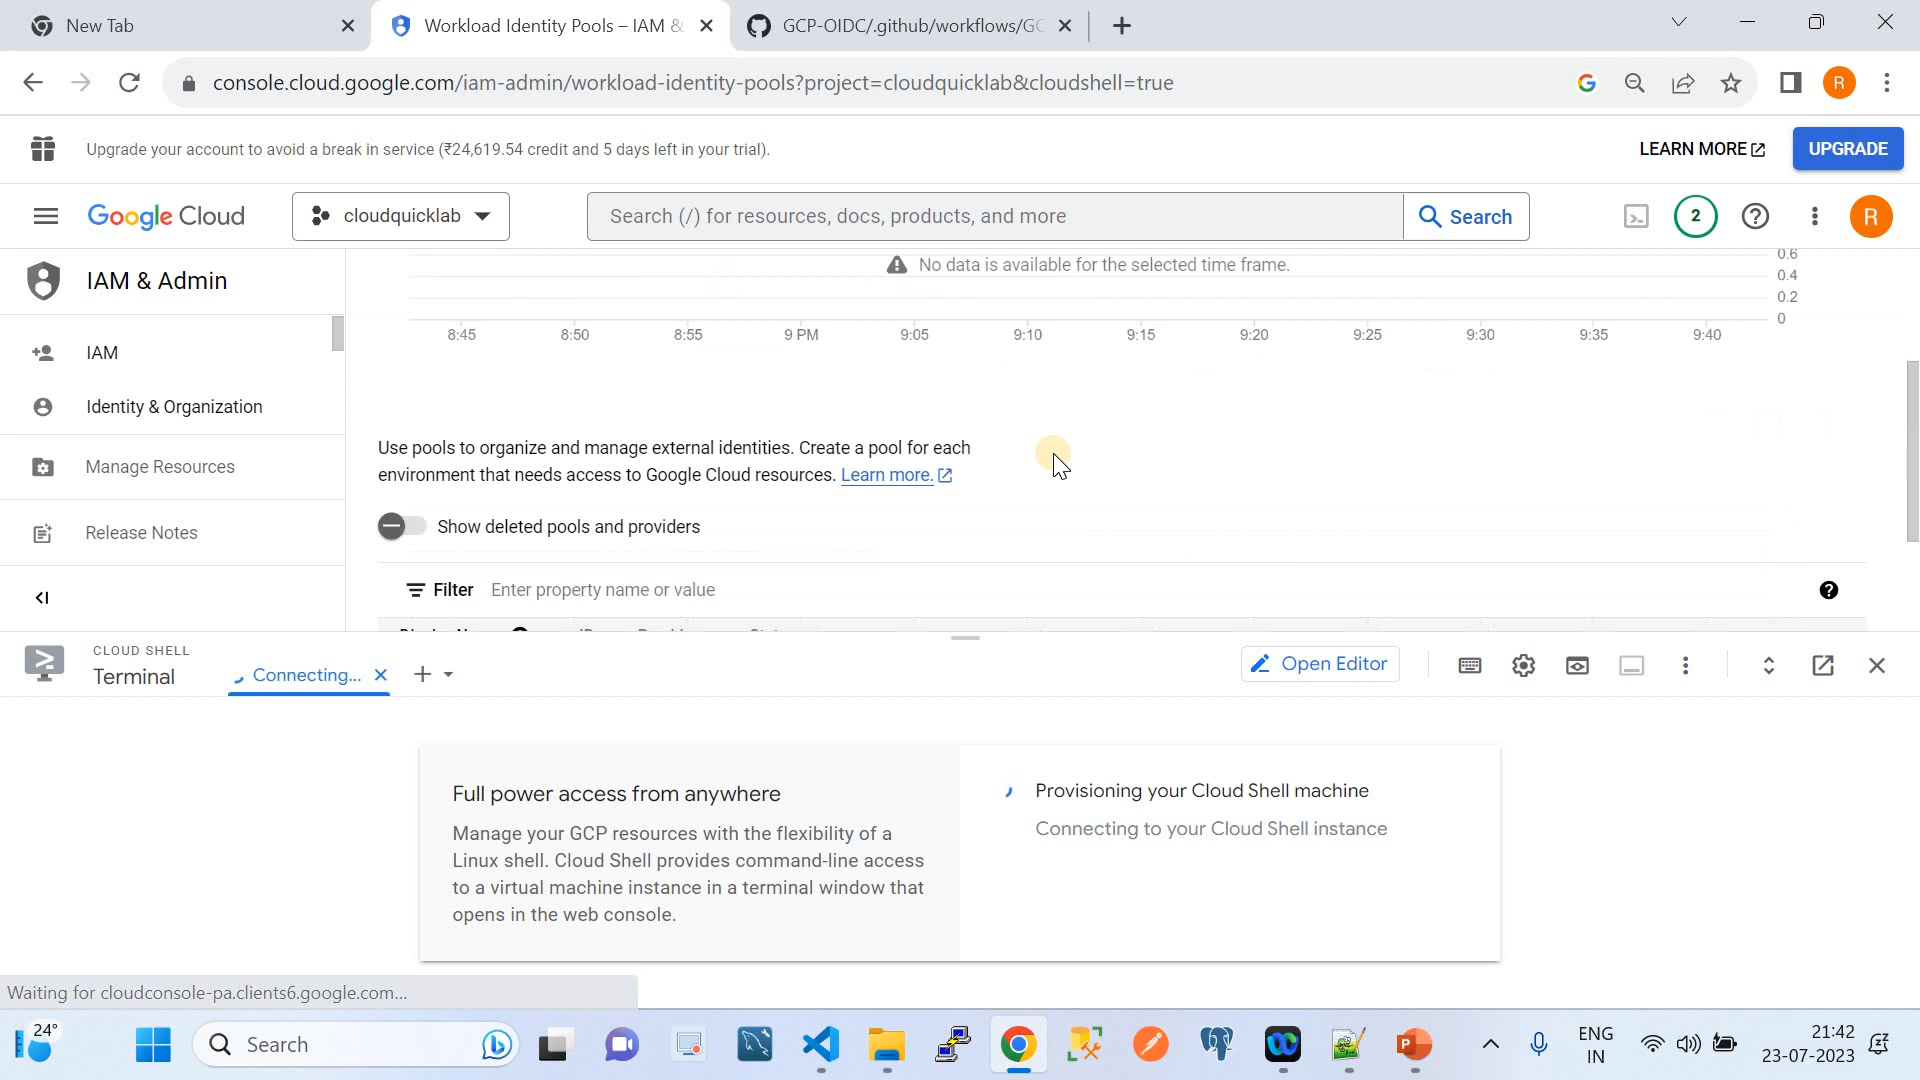 New Tab
Workload Identity Pools – IAM &
GCP-OIDC/.github/workflows/GC
console.cloud.google.com/iam-admin/workload-identity-pools?project=cloudquicklab&cloudshell=true
R
Upgrade your account to avoid a break in service (₹24,619.54 credit and 5 days left in your trial).
LEARN MORE
UPGRADE
Google Cloud
cloudquicklab
Search (/) for resources, docs, products, and more
Search
2
R
IAM & Admin
IAM
Identity & Organization
Manage Resources
Release Notes
No data is available for the selected time frame.
0.6
0.4
0.2
0
8:45
8:50
8:55
9 PM
9:05
9:10
9:15
9:20
9:25
9:30
9:35
9:40
Use pools to organize and manage external identities. Create a pool for each
environment that needs access to Google Cloud resources. Learn more.
Show deleted pools and providers
Filter
Enter property name or value
CLOUD SHELL
Terminal
Connecting...
Open Editor
Full power access from anywhere
Manage your GCP resources with the flexibility of a
Linux shell. Cloud Shell provides command-line access
to a virtual machine instance in a terminal window that
opens in the web console.
Provisioning your Cloud Shell machine
Connecting to your Cloud Shell instance
Waiting for cloudconsole-pa.clients6.google.com...
24°
Search
ENG
IN
21:42
23-07-2023